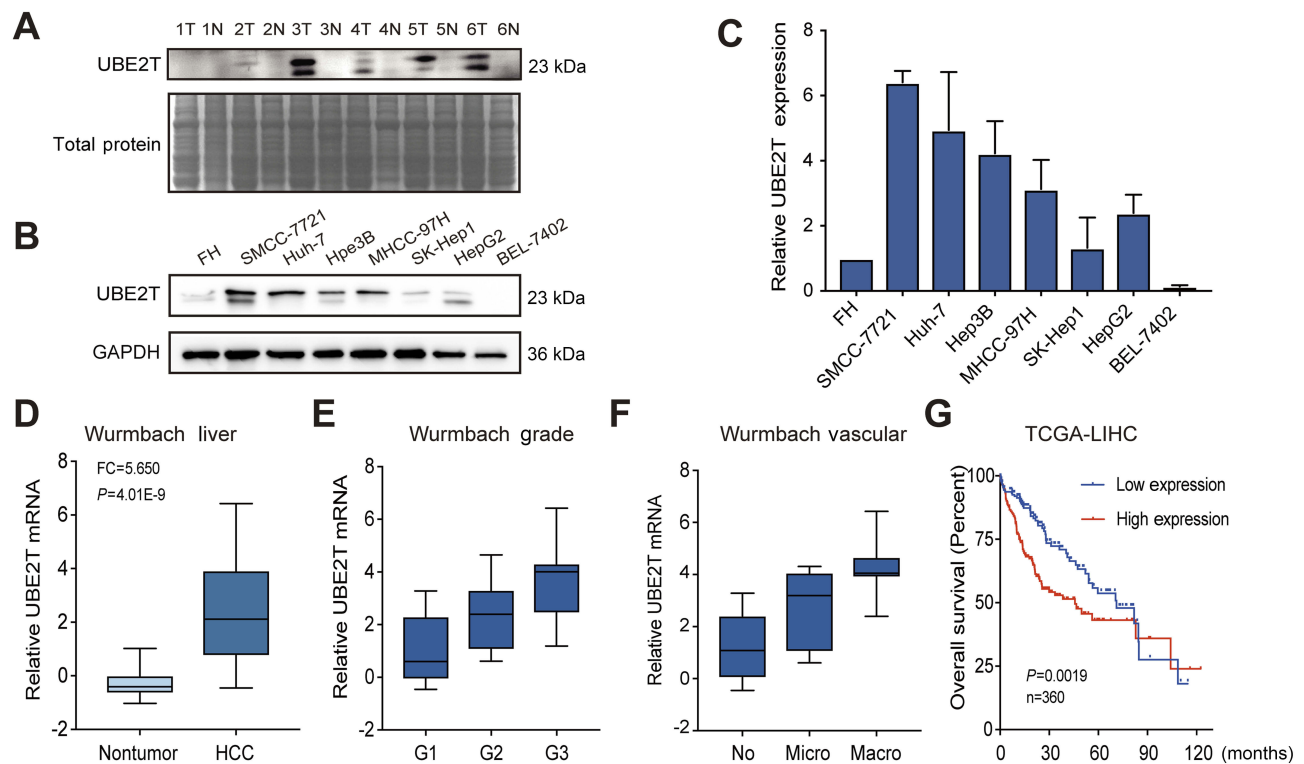 A
1T 1N 2T 2N 3T 3N 4T 4N 5T 5N 6T 6N
UBE2T
23 kDa
Total protein
B
FH SMCC-7721 Huh-7 Hpe3B MHCC-97H SK-Hep1 HepG2 BEL-7402
UBE2T
23 kDa
GAPDH
36 kDa
C
Relative UBE2T expression
8
6
4
2
0
FH SMCC-7721 Huh-7 Hep3B MHCC-97H SK-Hep1 HepG2 BEL-7402
D
Wurmbach liver
Relative UBE2T mRNA
8
6
4
2
0
-2
FC=5.650
P=4.01E-9
Nontumor HCC
E
Wurmbach grade
Relative UBE2T mRNA
8
6
4
2
0
-2
G1 G2 G3
F
Wurmbach vascular
Relative UBE2T mRNA
8
6
4
2
0
-2
No Micro Macro
G
TCGA-LIHC
Overall survival (Percent)
100
75
50
25
0
Low expression
High expression
P=0.0019
n=360
0 30 60 90 120 (months)